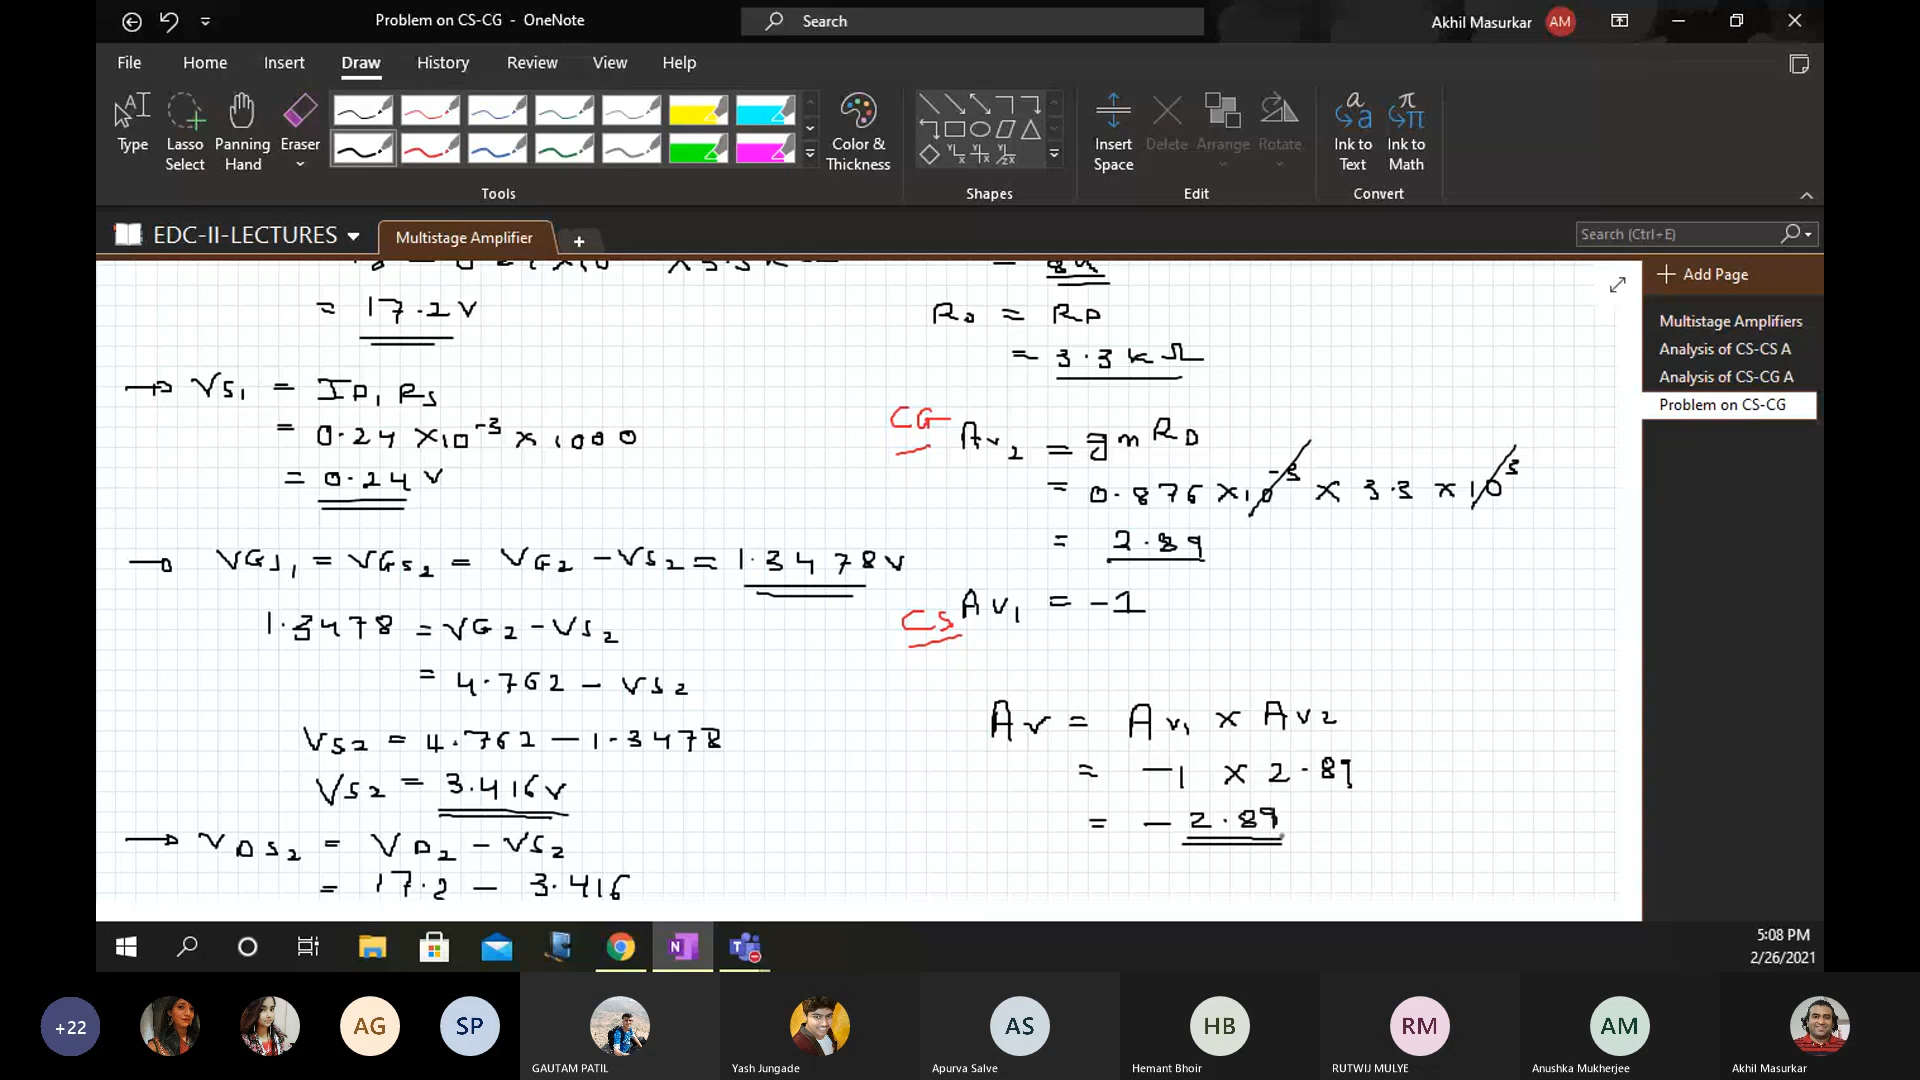 Problem on CS-CG - OneNote
Search
Akhil Masurkar
AM
File Home Insert Draw History Review View Help
Type
Lasso Select
Panning Hand
Eraser
Color & Thickness
Insert Space
Delete
Arrange
Rotate
Ink to Text
Ink to Math
Tools
Shapes
Edit
Convert
EDC-II-LECTURES
Multistage Amplifier
Search (Ctrl+E)
Add Page
Multistage Amplifiers
Analysis of CS-CS A
Analysis of CS-CG A
Problem on CS-CG
= 17.2 V
→ VS1 = ID1 RS
= 0.24 × 10^-3 × 1000
= 0.24 V
→ VGS1 = VGS2 = VG2 - VS2 = 1.3478 V
1.3478 = VG2 - VS2
= 4.762 - VS2
VS2 = 4.762 - 1.3478
VS2 = 3.416 V
→ VDS2 = VD2 - VS2
= 17.2 - 3.416
Ro = RD
= 3.3 k Ω
CG Av2 = gm RD
= 0.876 × 10^-3 × 3.3 × 10^3
= 2.89
CS Av1 = -1
Av = Av1 × Av2
= -1 × 2.89
= - 2.89
5:08 PM
2/26/2021
+22
AG
SP
GAUTAM PATIL
Yash Jungade
AS
Apurva Salve
HB
Hemant Bhoir
RM
RUTWIJ MULYE
AM
Anushka Mukherjee
Akhil Masurkar